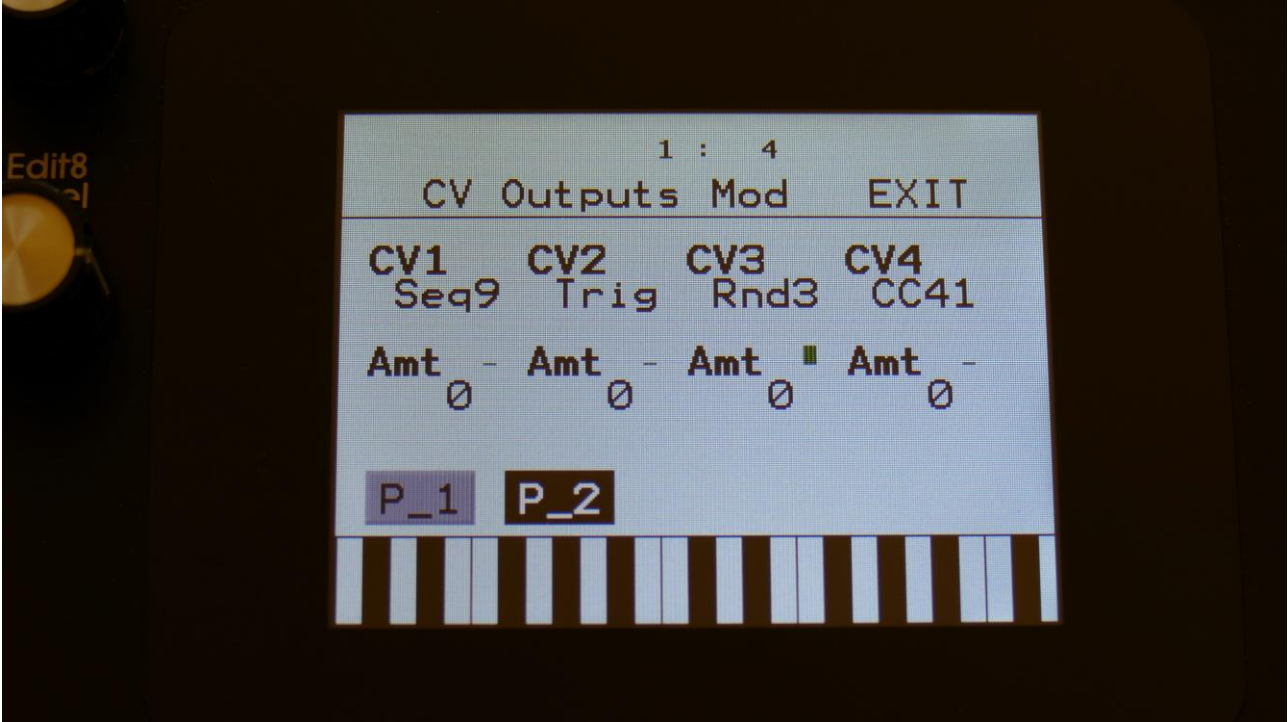 Edit8
1 : 4
CV Outputs Mod EXIT
CV1 CV2 CV3 CV4
Seq9 Trig Rnd3 CC41
Amt - Amt - Amt Amt -
0 0 0 0
P_1 P_2